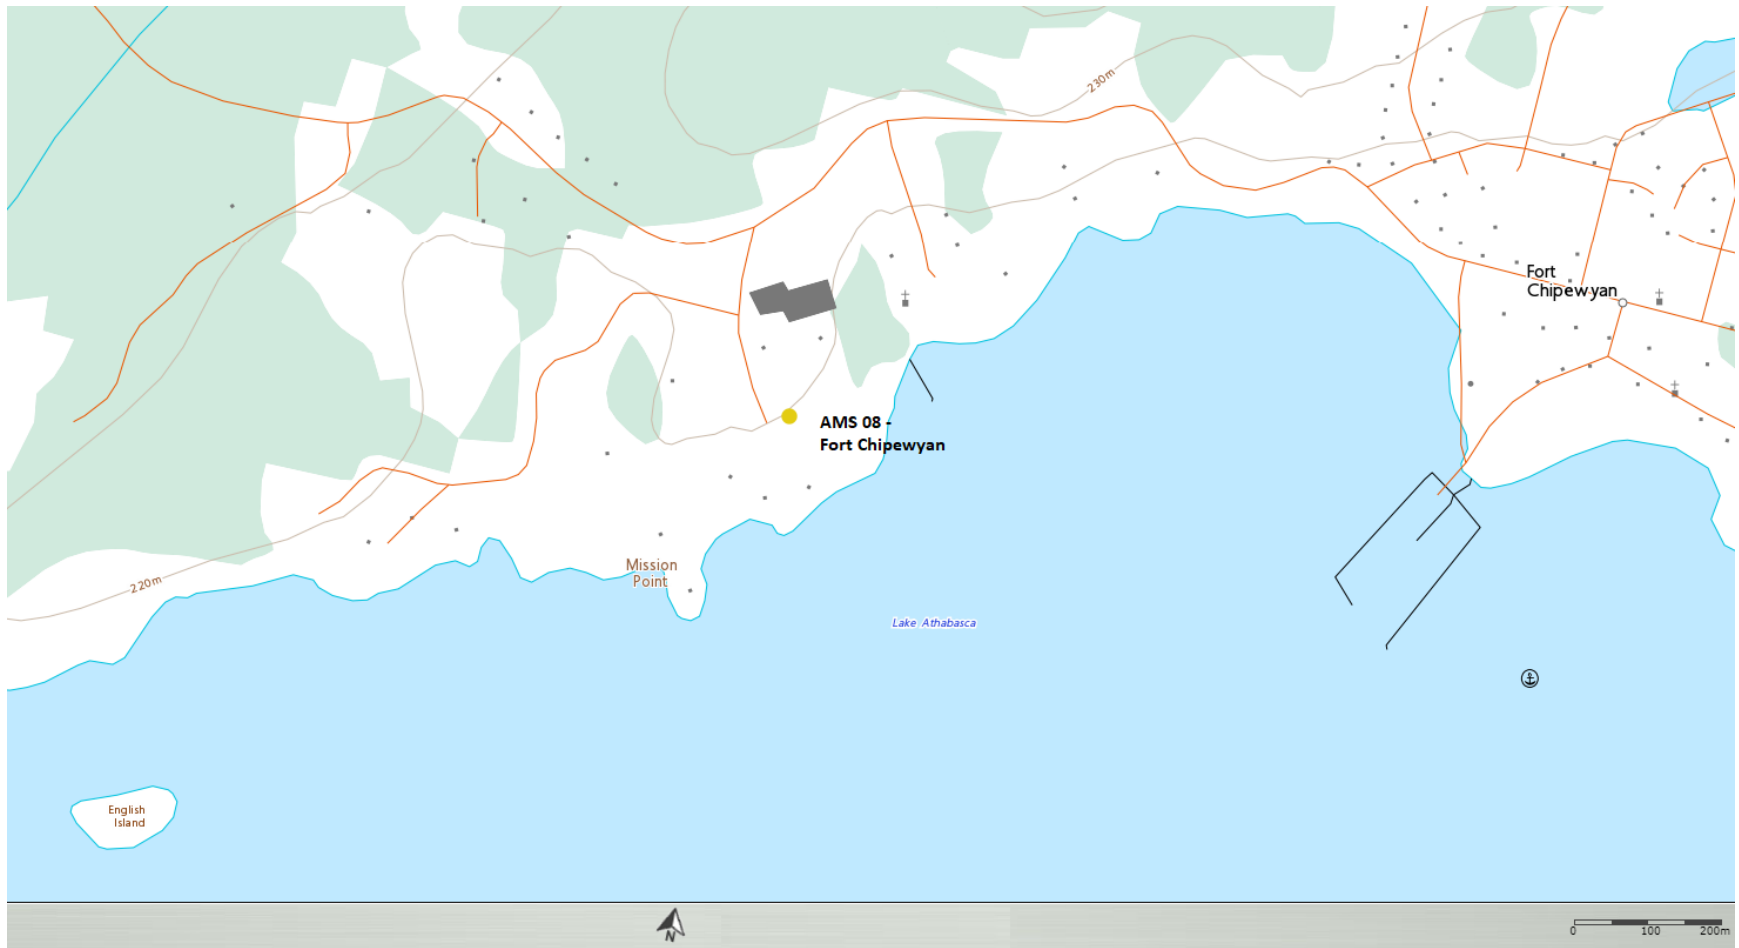 230m
Fort
Chipewyan
AMS 08 -
Fort Chipewyan
Mission
Point
220m
Lake Athabasca
English
Island
N
0 100 200m